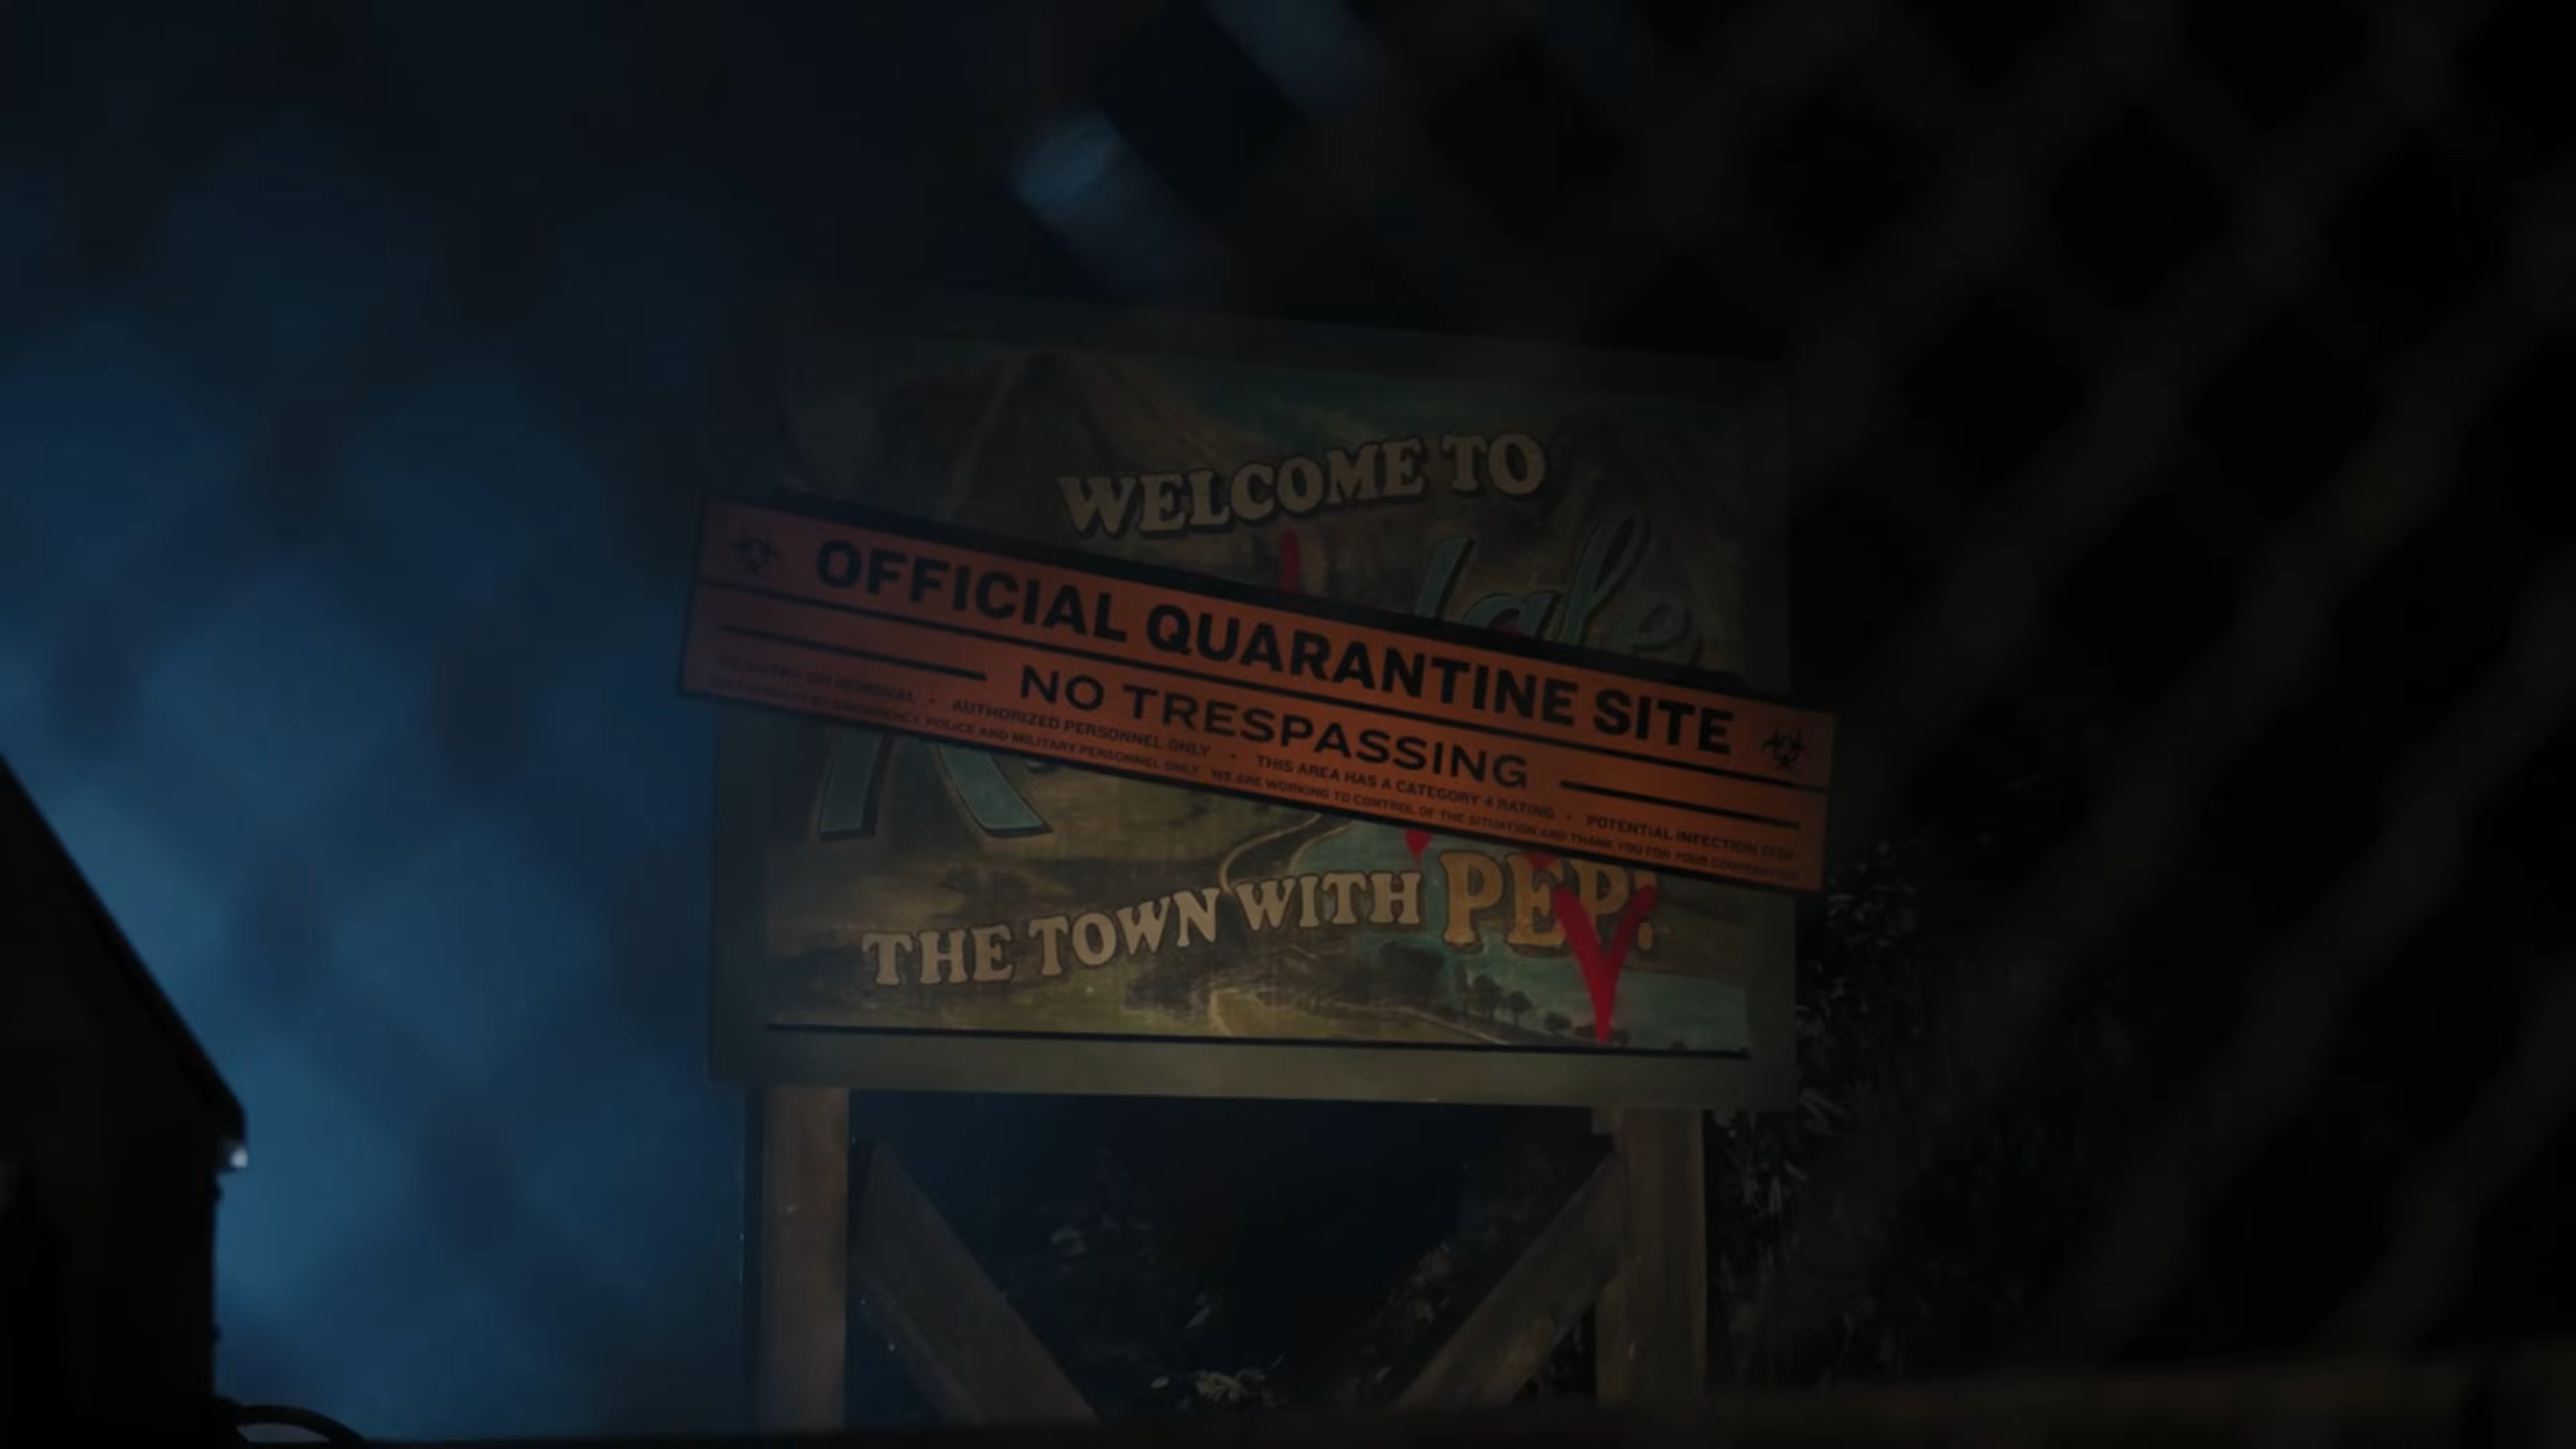 WELCOME TO
OFFICIAL QUARANTINE SITE
NO TRESPASSING
AUTHORIZED PERSONNEL ONLY • THIS AREA HAS A CATEGORY 4 RATING • POTENTIAL INFECTION
POLICE AND MILITARY PERSONNEL ONLY. WE ARE WORKING TO CONTROL OF THE SITUATION AND THANK YOU FOR YOUR COOPERATION
THE TOWN WITH PEP!